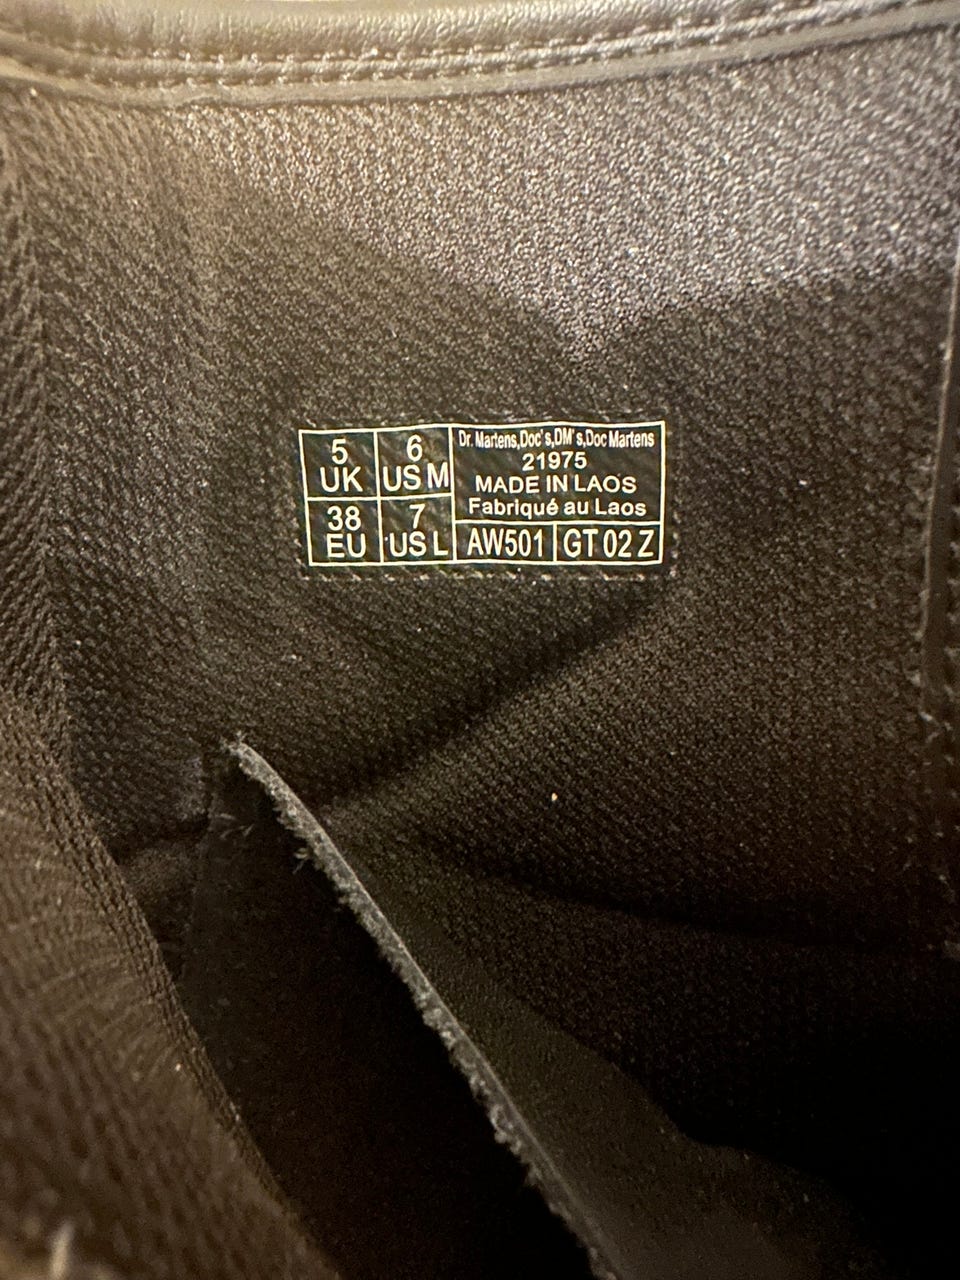 5
UK
6
US M
38
EU
7
US L
Dr. Martens,Doc's,DM's,Doc Martens
21975
MADE IN LAOS
Fabriqué au Laos
AW501
GT 02 Z